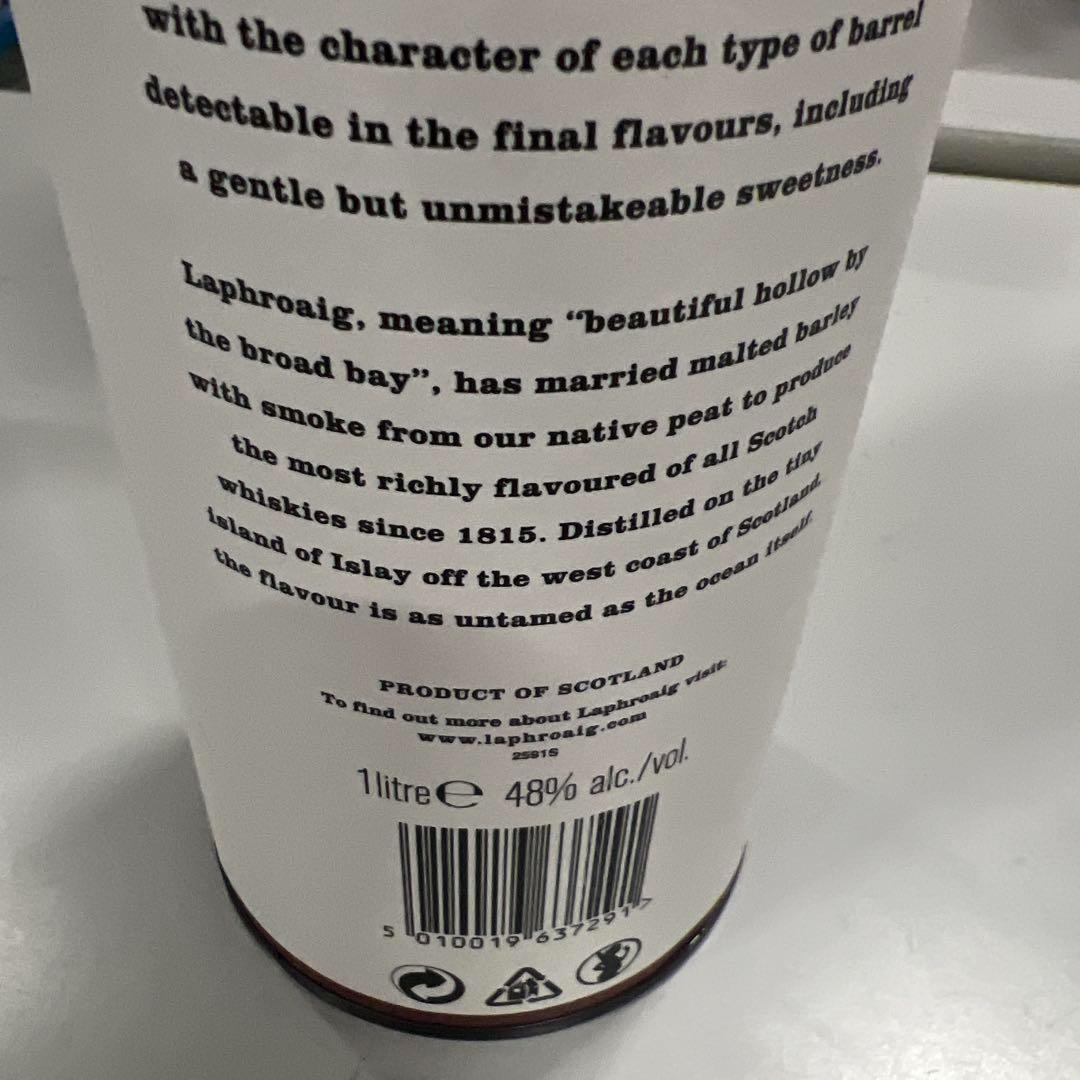 with the character of each type of barrel
detectable in the final flavours, including
a gentle but unmistakeable sweetness.
Laphroaig, meaning “beautiful hollow by
the broad bay”, has married malted barley
with smoke from our native peat to produce
the most richly flavoured of all Scotch
whiskies since 1815. Distilled on the tiny
island of Islay off the west coast of Scotland,
the flavour is as untamed as the ocean itself.
PRODUCT OF SCOTLAND
To find out more about Laphroaig visit:
www.laphroaig.com
2591S
1 litre ℮ 48% alc./vol.
5 010019 637291